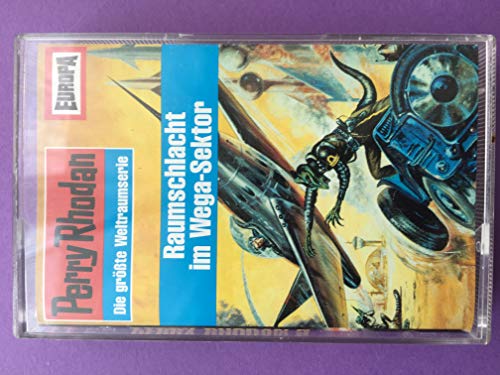 EUROPA
Perry Rhodan
Die größte Weltraumserie
Raumschlacht
im Wega-Sektor